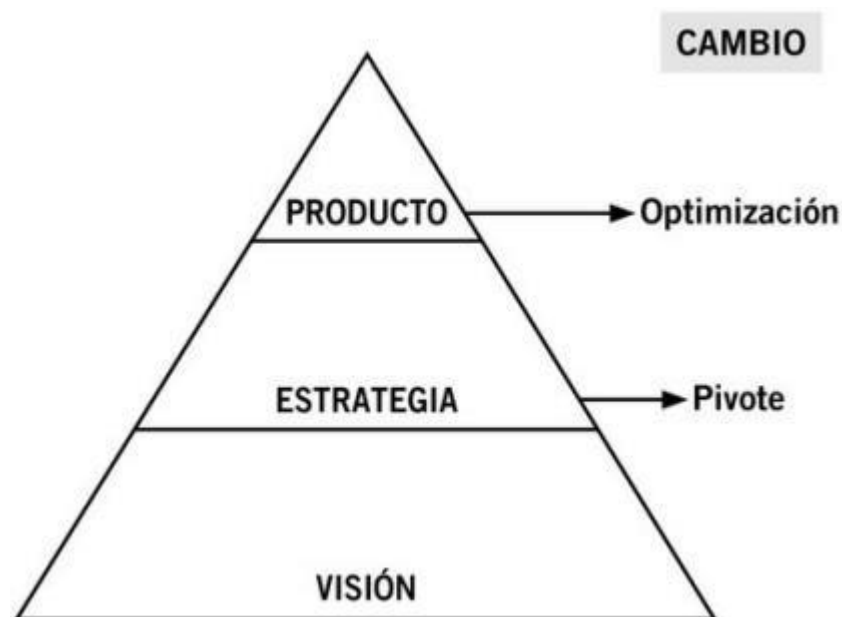 CAMBIO
PRODUCTO
Optimización
ESTRATEGIA
Pivote
VISIÓN